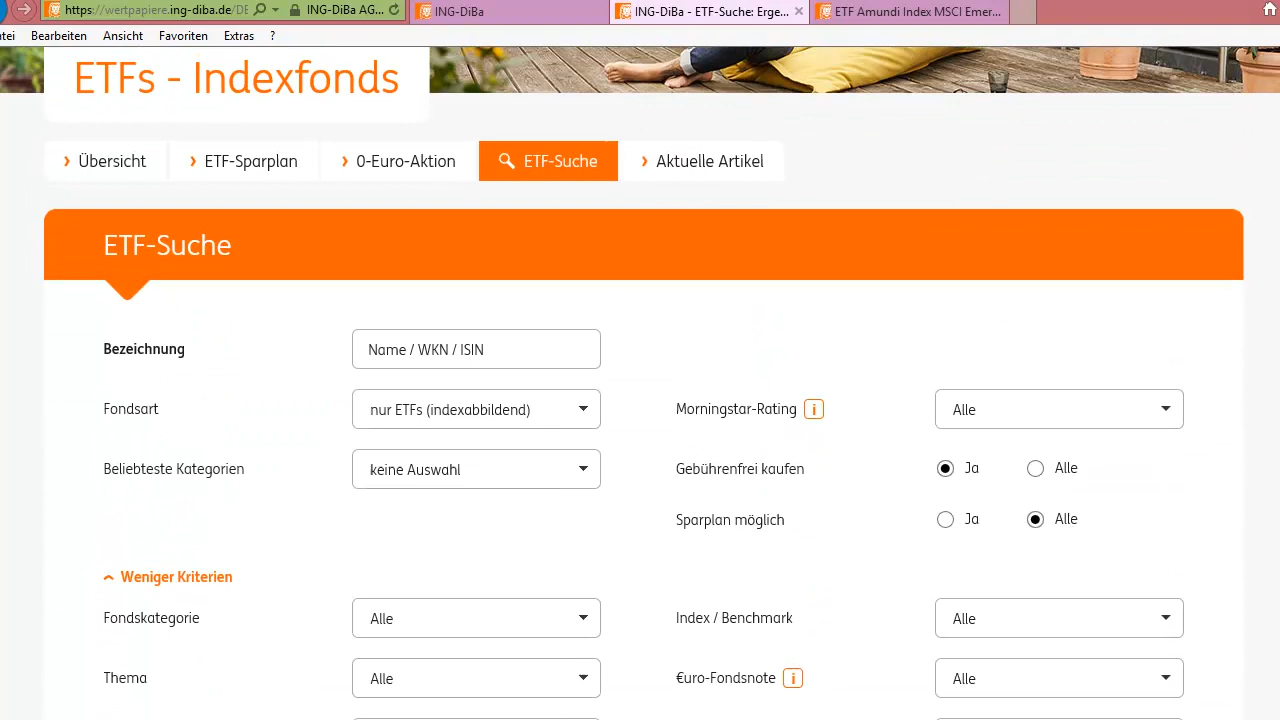 https://wertpapiere.ing-diba.de/DE
ING-DiBa AG...
ING-DiBa
ING-DiBa - ETF-Suche: Erge...
ETF Amundi Index MSCI Emer...
Bearbeiten Ansicht Favoriten Extras ?
ETFs - Indexfonds
Übersicht
ETF-Sparplan
0-Euro-Aktion
ETF-Suche
Aktuelle Artikel
ETF-Suche
Bezeichnung
Name / WKN / ISIN
Fondsart
nur ETFs (indexabbildend)
Morningstar-Rating i
Alle
Beliebteste Kategorien
keine Auswahl
Gebührenfrei kaufen
Ja Alle
Sparplan möglich
Ja Alle
Weniger Kriterien
Fondskategorie
Alle
Index / Benchmark
Alle
Thema
Alle
€uro-Fondsnote i
Alle